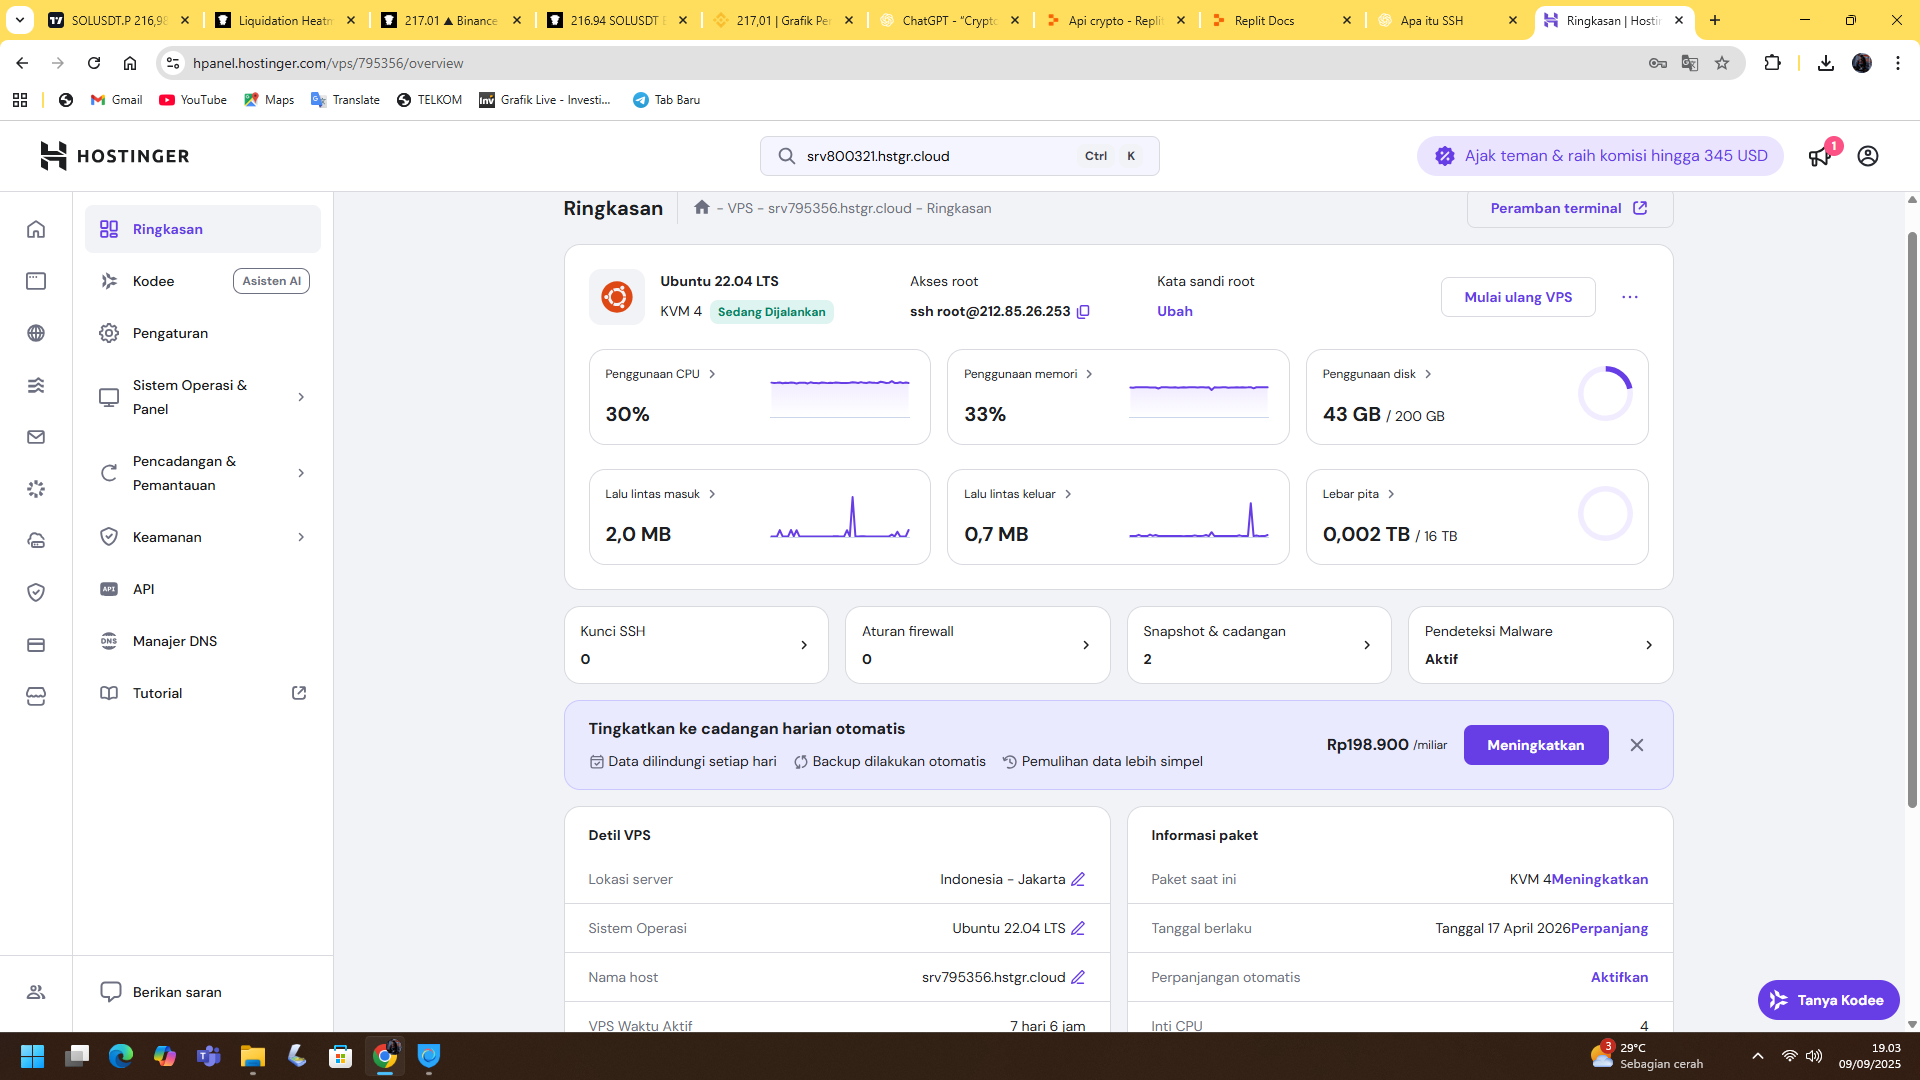 SOLUSDT.P 216,98
Liquidation Heatm
217.01 ▲ Binance
216.94 SOLUSDT
217,01 | Grafik Per
ChatGPT - "Crypto
Api crypto - Replit
Replit Docs
Apa itu SSH
Ringkasan | Hostin
hpanel.hostinger.com/vps/795356/overview
Gmail
YouTube
Maps
Translate
TELKOM
Grafik Live - Investi...
Tab Baru
HOSTINGER
srv800321.hstgr.cloud
Ctrl K
Ajak teman & raih komisi hingga 345 USD
1
Ringkasan
Kodee
Asisten AI
Pengaturan
Sistem Operasi &
Panel
Pencadangan &
Pemantauan
Keamanan
API
API
DNS
Manajer DNS
Tutorial
Berikan saran
Ringkasan
- VPS - srv795356.hstgr.cloud - Ringkasan
Peramban terminal
Ubuntu 22.04 LTS
KVM 4
Sedang Dijalankan
Akses root
ssh root@212.85.26.253
Kata sandi root
Ubah
Mulai ulang VPS
Penggunaan CPU
30%
Penggunaan memori
33%
Penggunaan disk
43 GB / 200 GB
Lalu lintas masuk
2,0 MB
Lalu lintas keluar
0,7 MB
Lebar pita
0,002 TB / 16 TB
Kunci SSH
0
Aturan firewall
0
Snapshot & cadangan
2
Pendeteksi Malware
Aktif
Tingkatkan ke cadangan harian otomatis
Data dilindungi setiap hari
Backup dilakukan otomatis
Pemulihan data lebih simpel
Rp198.900 /miliar
Meningkatkan
Detil VPS
Lokasi server
Indonesia - Jakarta
Sistem Operasi
Ubuntu 22.04 LTS
Nama host
srv795356.hstgr.cloud
VPS Waktu Aktif
7 hari 6 jam
Informasi paket
Paket saat ini
KVM 4Meningkatkan
Tanggal berlaku
Tanggal 17 April 2026Perpanjang
Perpanjangan otomatis
Aktifkan
Inti CPU
4
Tanya Kodee
3
29°C
Sebagian cerah
19.03
09/09/2025